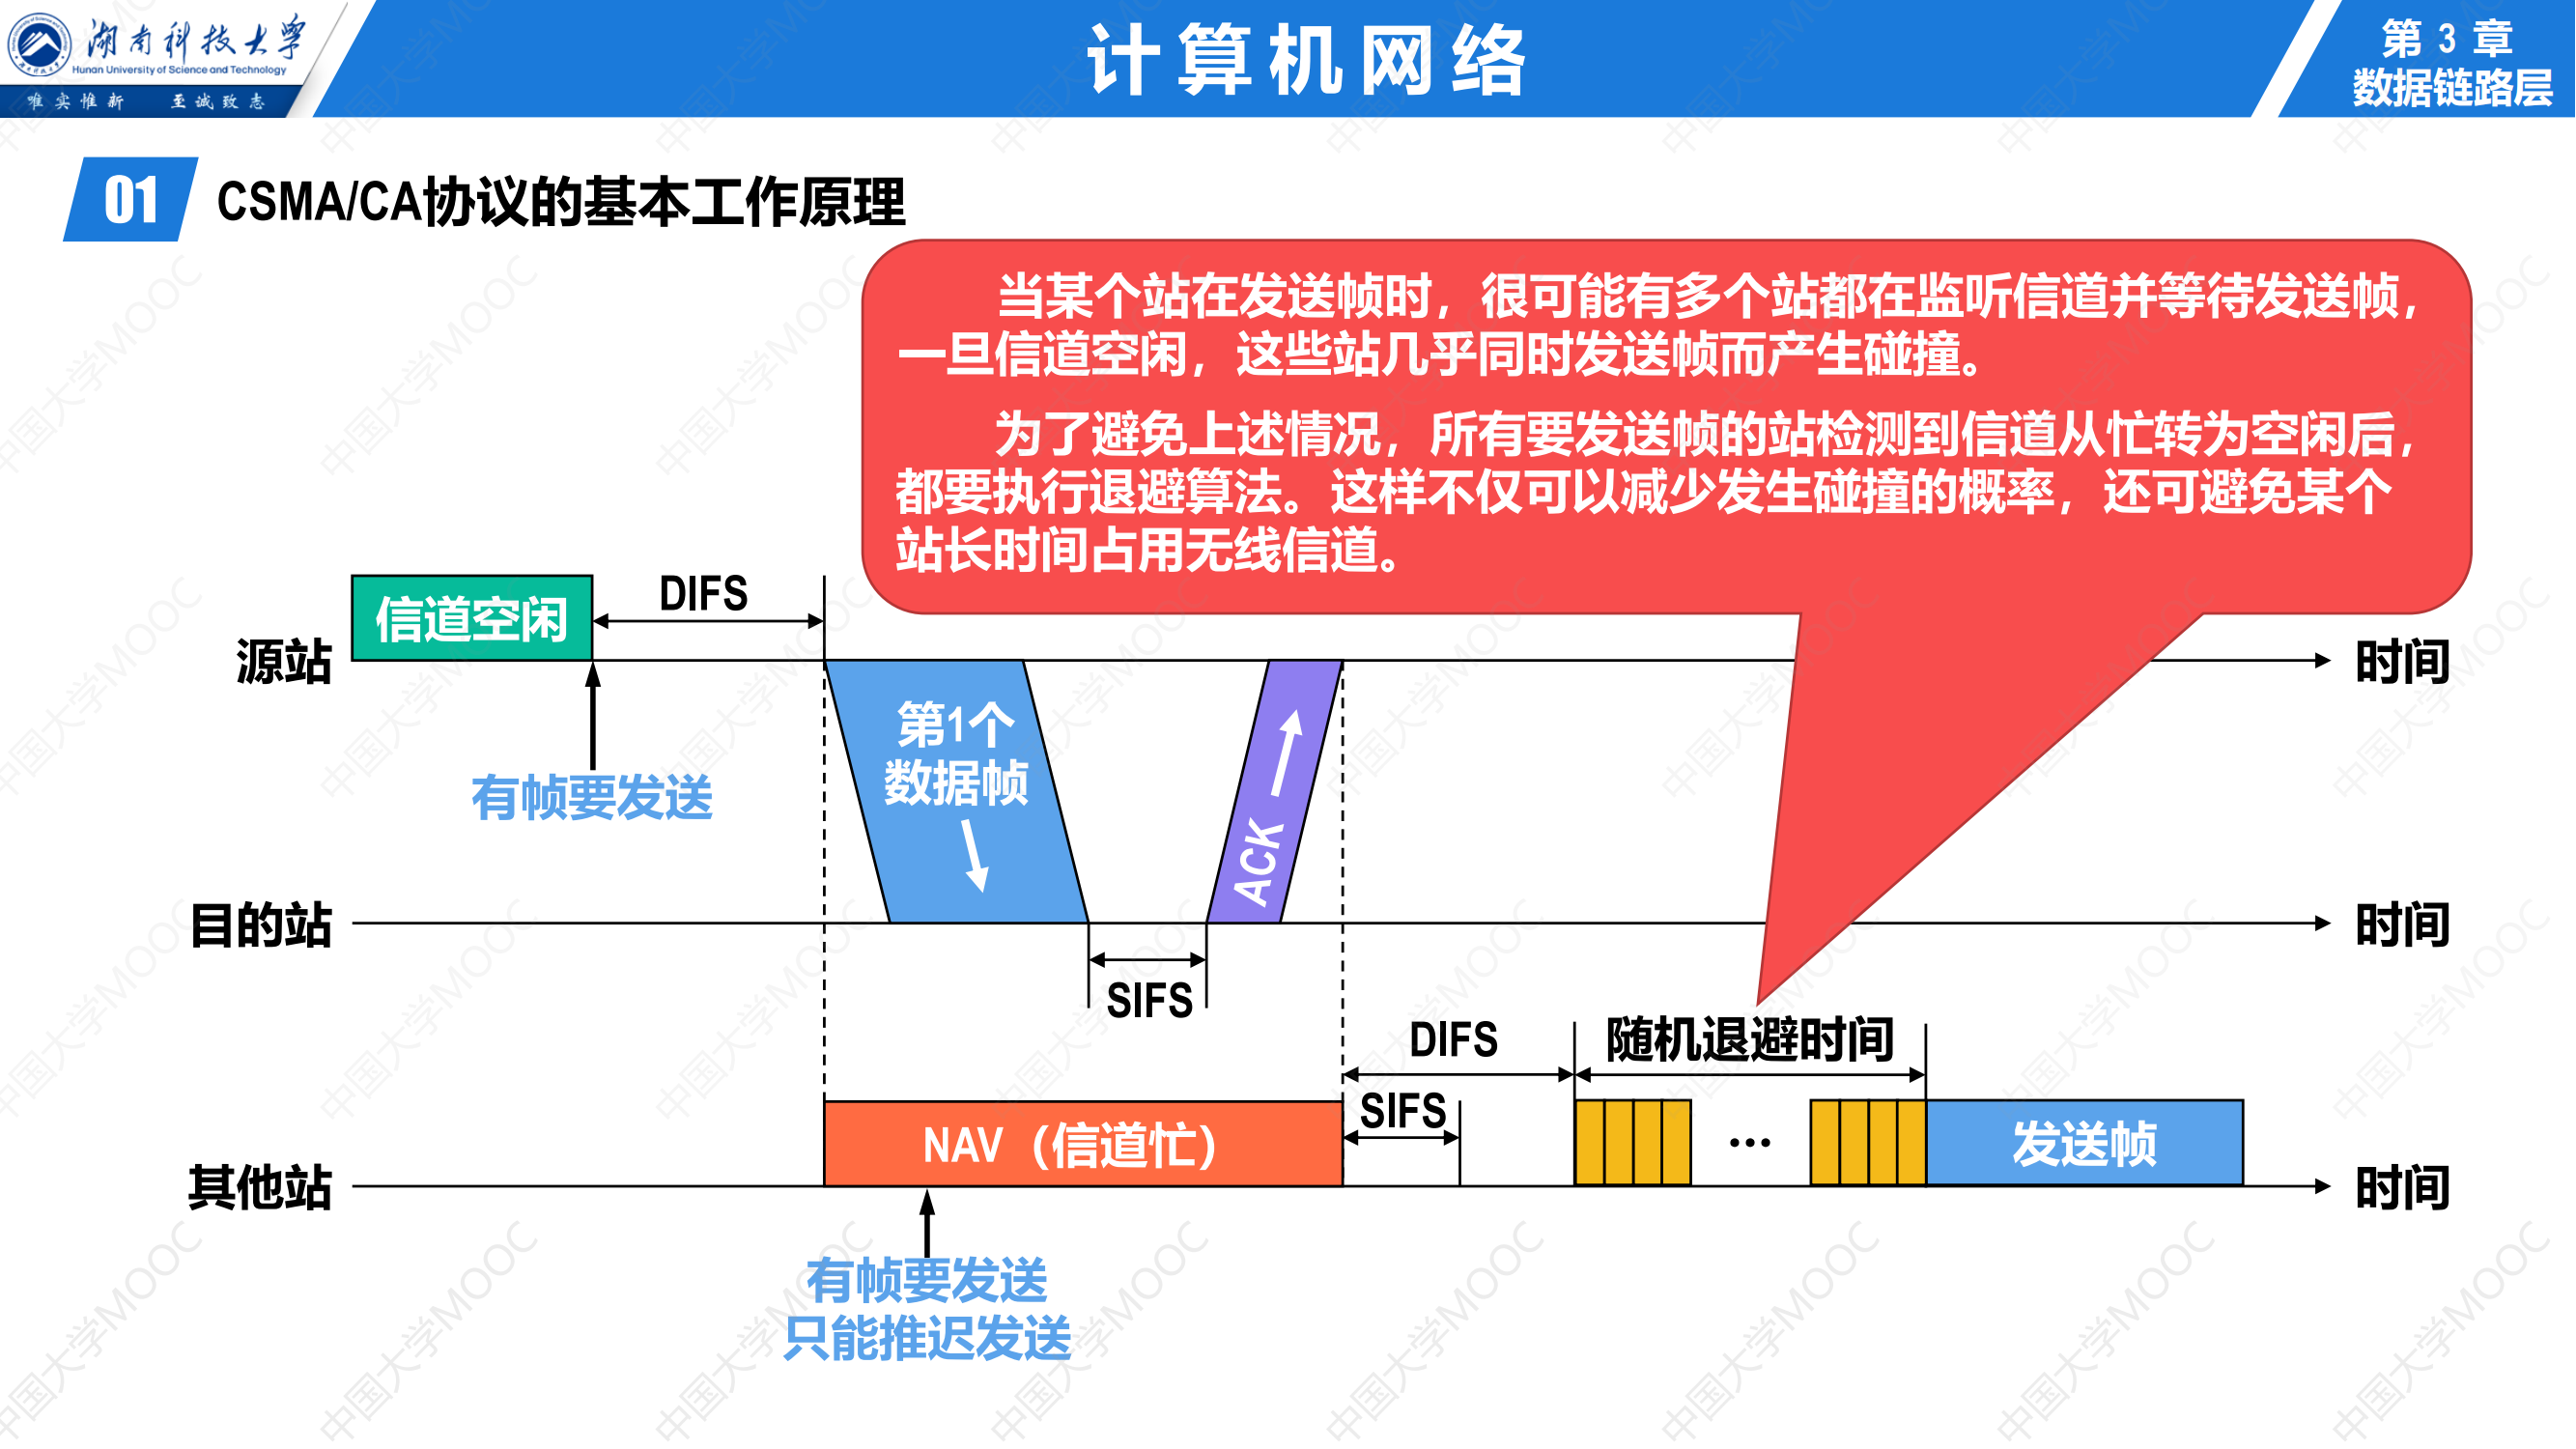 湖南科技大学
Hunan University of Science and Technology
唯实惟新 至诚致志
计算机网络
第 3 章
数据链路层
01 CSMA/CA协议的基本工作原理
当某个站在发送帧时，很可能有多个站都在监听信道并等待发送帧，
一旦信道空闲，这些站几乎同时发送帧而产生碰撞。
为了避免上述情况，所有要发送帧的站检测到信道从忙转为空闲后，
都要执行退避算法。这样不仅可以减少发生碰撞的概率，还可避免某个
站长时间占用无线信道。
信道空闲
DIFS
源站
时间
有帧要发送
第1个
数据帧
ACK
目的站
时间
SIFS
DIFS
随机退避时间
SIFS
NAV（信道忙）
...
发送帧
其他站
时间
有帧要发送
只能推迟发送
中国大学MOOC